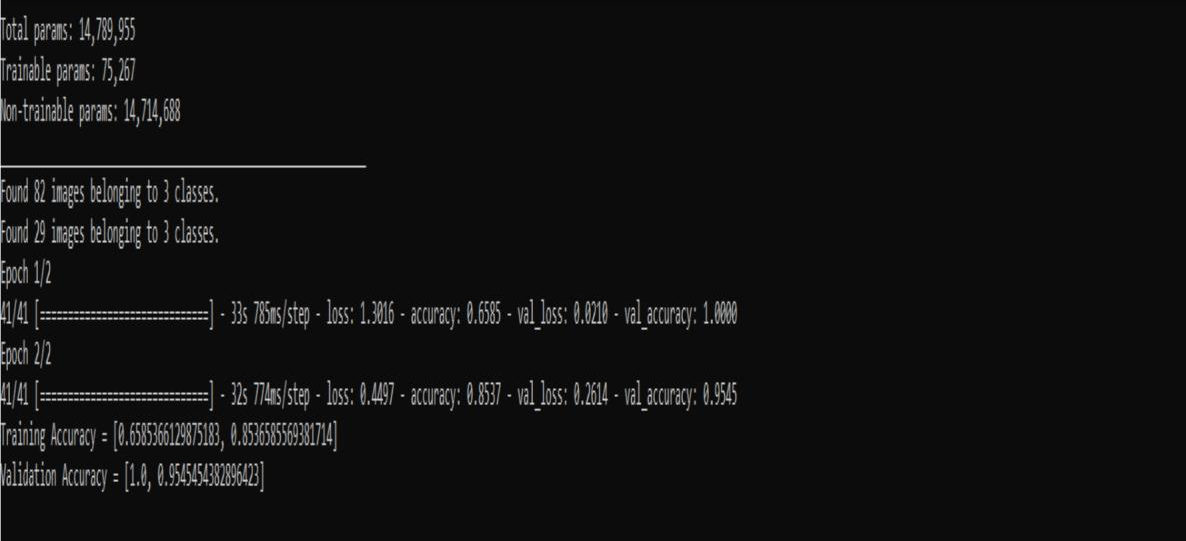 Total params: 14,789,955
Trainable params: 75,267
Non-trainable params: 14,714,688
Found 82 images belonging to 3 classes.
Found 29 images belonging to 3 classes.
Epoch 1/2
41/41 [==============================] - 33s 785ms/step - loss: 1.3016 - accuracy: 0.6585 - val_loss: 0.0210 - val_accuracy: 1.0000
Epoch 2/2
41/41 [==============================] - 32s 774ms/step - loss: 0.4497 - accuracy: 0.8537 - val_loss: 0.2614 - val_accuracy: 0.9545
Training Accuracy = [0.6585366129875183, 0.8536585569381714]
Validation Accuracy = [1.0, 0.9545454382896423]